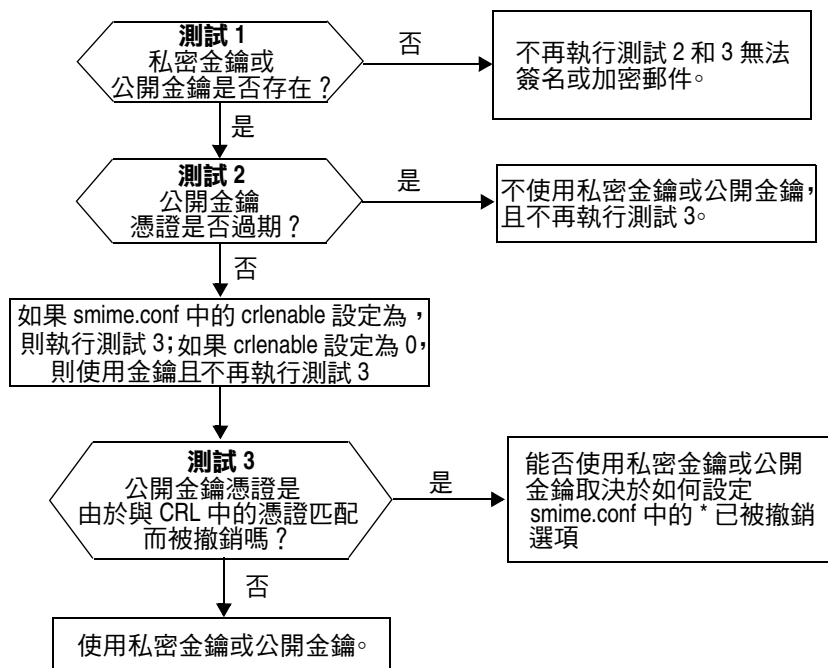 測試 1
私密金鑰或
公開金鑰是否存在？
否
不再執行測試 2 和 3 無法
簽名或加密郵件。
是
測試 2
公開金鑰
憑證是否過期？
是
不使用私密金鑰或公開金鑰，
且不再執行測試 3。
否
如果 smime.conf 中的 crlenable 設定為，
則執行測試 3；如果 crlenable 設定為 0，
則使用金鑰且不再執行測試 3
測試 3
公開金鑰憑證是
由於與 CRL 中的憑證匹配
而被撤銷嗎？
是
能否使用私密金鑰或公開
金鑰取決於如何設定
smime.conf 中的 * 已被撤銷
選項
否
使用私密金鑰或公開金鑰。